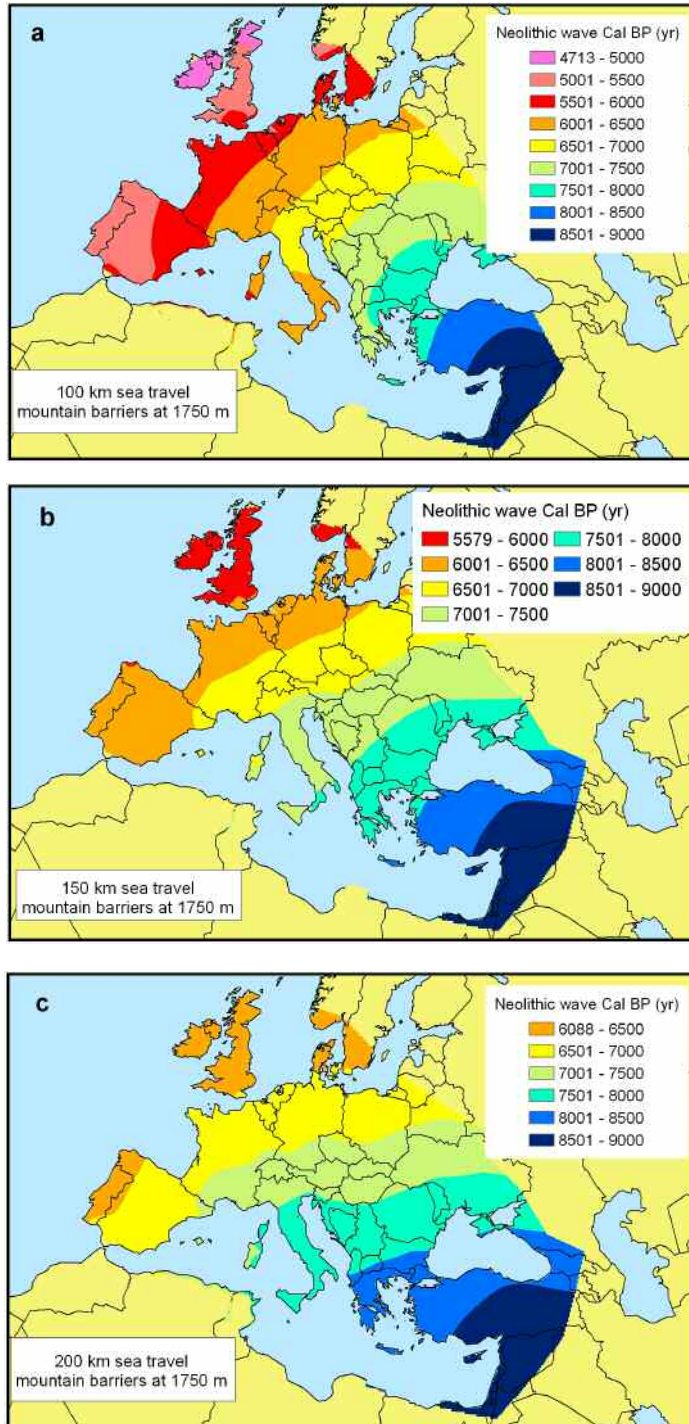 a
Neolithic wave Cal BP (yr)
4713 - 5000
5001 - 5500
5501 - 6000
6001 - 6500
6501 - 7000
7001 - 7500
7501 - 8000
8001 - 8500
8501 - 9000
100 km sea travel
mountain barriers at 1750 m
b
Neolithic wave Cal BP (yr)
5579 - 6000
6001 - 6500
6501 - 7000
7001 - 7500
7501 - 8000
8001 - 8500
8501 - 9000
150 km sea travel
mountain barriers at 1750 m
c
Neolithic wave Cal BP (yr)
6088 - 6500
6501 - 7000
7001 - 7500
7501 - 8000
8001 - 8500
8501 - 9000
200 km sea travel
mountain barriers at 1750 m